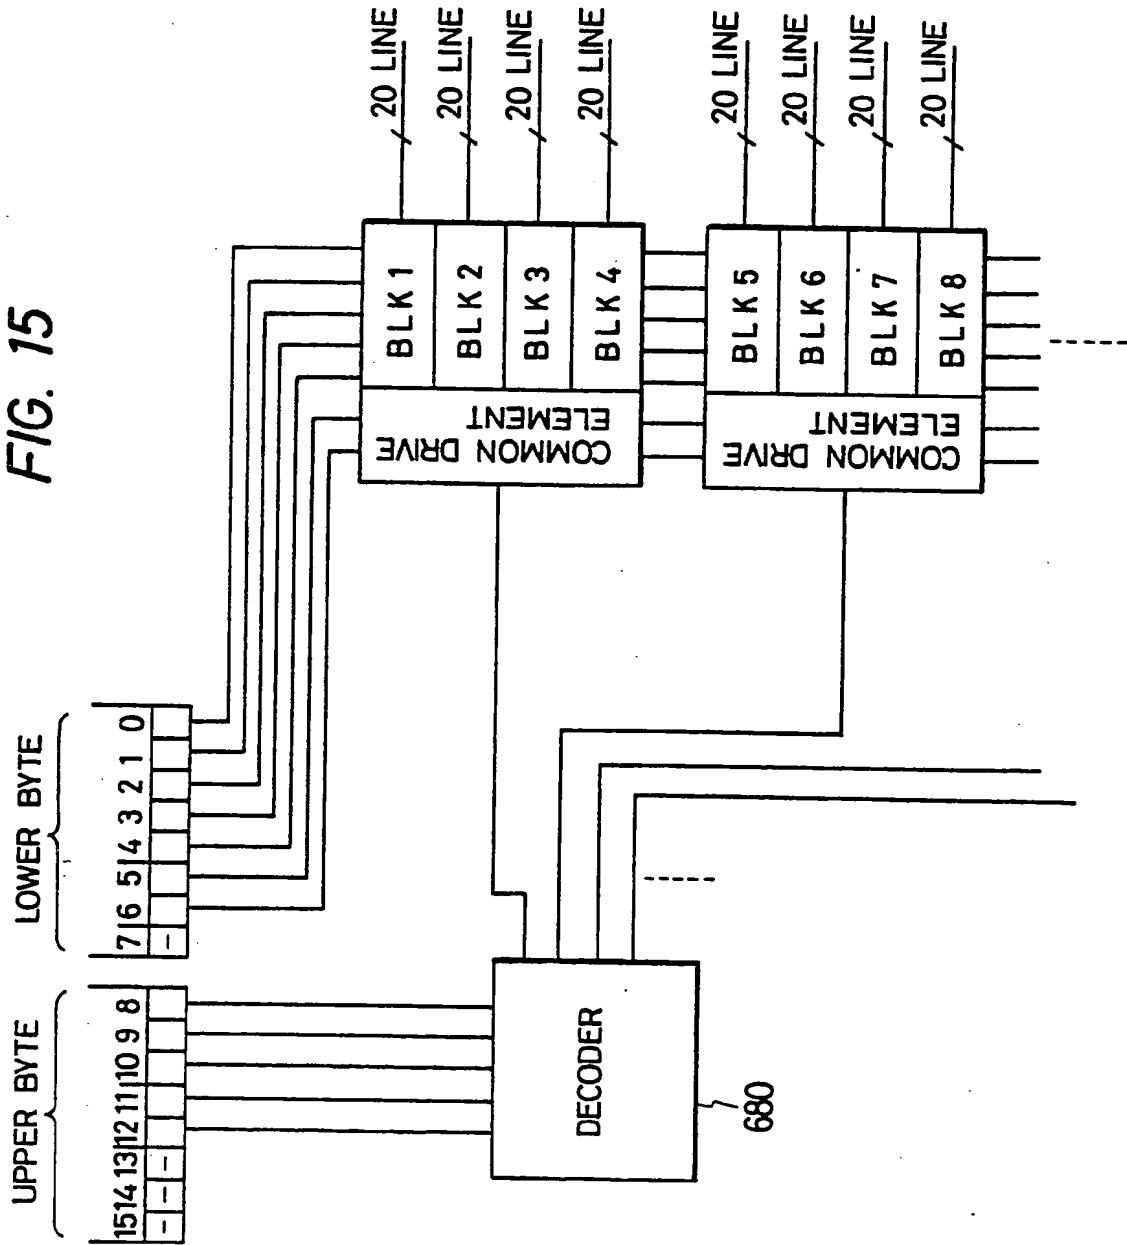 FIG. 15
UPPER BYTE
LOWER BYTE
15 14 13 12 11 10 9 8
7 6 5 4 3 2 1 0
- - -
-
DECODER
680
COMMON DRIVE
ELEMENT
BLK 1
BLK 2
BLK 3
BLK 4
20 LINE
20 LINE
20 LINE
20 LINE
COMMON DRIVE
ELEMENT
BLK 5
BLK 6
BLK 7
BLK 8
20 LINE
20 LINE
20 LINE
20 LINE